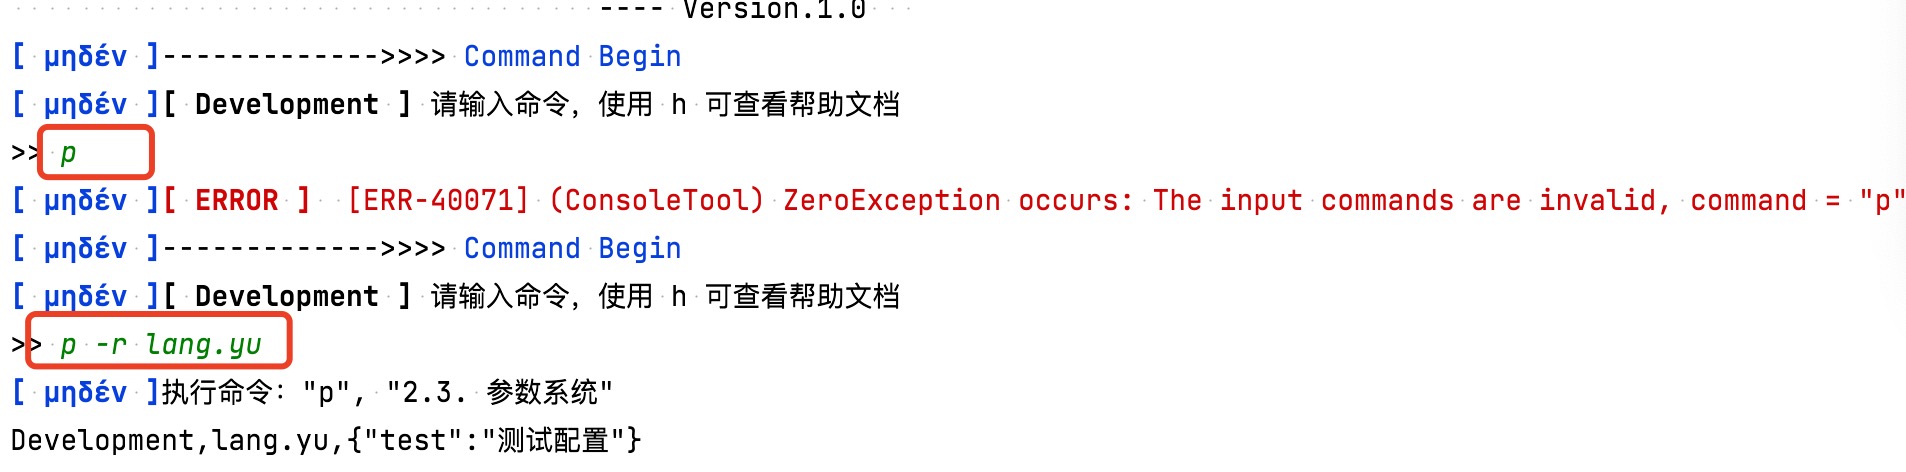 ---- Version.1.0
[ μηδέν ]------------->>>> Command Begin
[ μηδέν ][ Development ] 请输入命令，使用 h 可查看帮助文档
>> p
[ μηδέν ][ ERROR ] [ERR-40071] (ConsoleTool) ZeroException occurs: The input commands are invalid, command = "p"
[ μηδέν ]------------->>>> Command Begin
[ μηδέν ][ Development ] 请输入命令，使用 h 可查看帮助文档
>> p -r lang.yu
[ μηδέν ]执行命令："p", "2.3. 参数系统"
Development,lang.yu,{"test":"测试配置"}